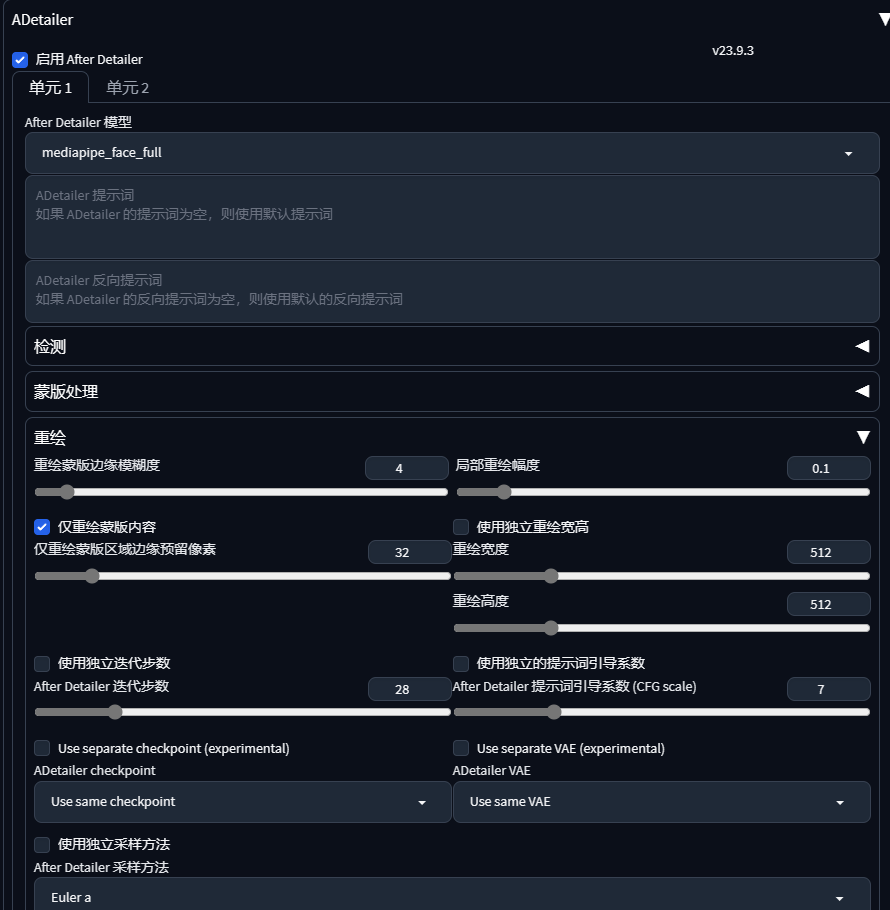 ADetailer
启用 After Detailer
v23.9.3
单元 1
单元 2
After Detailer 模型
mediapipe_face_full
ADetailer 提示词
如果 ADetailer 的提示词为空，则使用默认提示词
ADetailer 反向提示词
如果 ADetailer 的反向提示词为空，则使用默认的反向提示词
检测
蒙版处理
重绘
重绘蒙版边缘模糊度
4
局部重绘幅度
0.1
仅重绘蒙版内容
使用独立重绘宽高
仅重绘蒙版区域边缘预留像素
32
重绘宽度
512
重绘高度
512
使用独立迭代步数
使用独立的提示词引导系数
After Detailer 迭代步数
28
After Detailer 提示词引导系数 (CFG scale)
7
Use separate checkpoint (experimental)
Use separate VAE (experimental)
ADetailer checkpoint
ADetailer VAE
Use same checkpoint
Use same VAE
使用独立采样方法
After Detailer 采样方法
Euler a